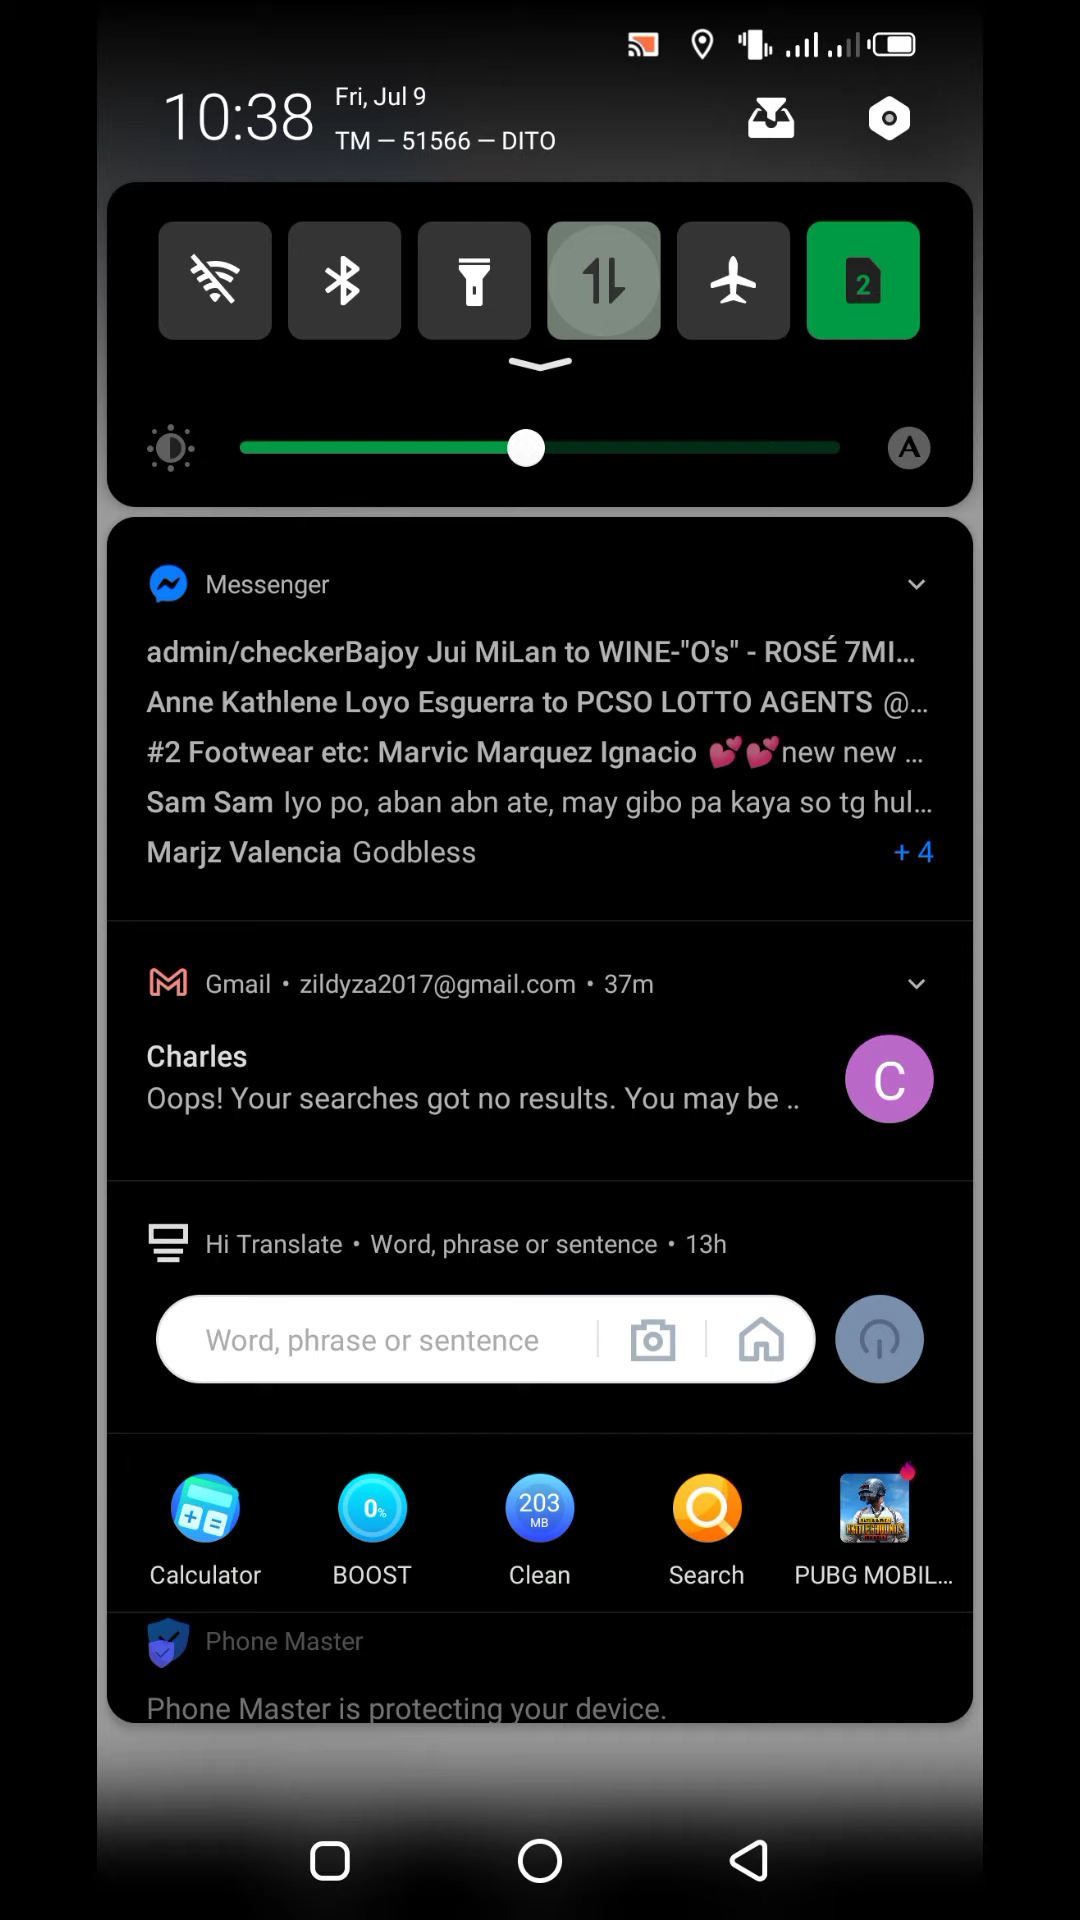 10:38
Fri, Jul 9
TM — 51566 — DITO
2
A
Messenger
admin/checkerBajoy Jui MiLan to WINE-"O's" - ROSÉ 7MI...
Anne Kathlene Loyo Esguerra to PCSO LOTTO AGENTS @...
#2 Footwear etc: Marvic Marquez Ignacio 💕💕new new ...
Sam Sam Iyo po, aban abn ate, may gibo pa kaya so tg hul...
Marjz Valencia Godbless + 4
Gmail • zildyza2017@gmail.com • 37m
Charles
Oops! Your searches got no results. You may be ..
C
Hi Translate • Word, phrase or sentence • 13h
Word, phrase or sentence
0%
203
MB
Calculator BOOST Clean Search PUBG MOBIL...
Phone Master
Phone Master is protecting your device.